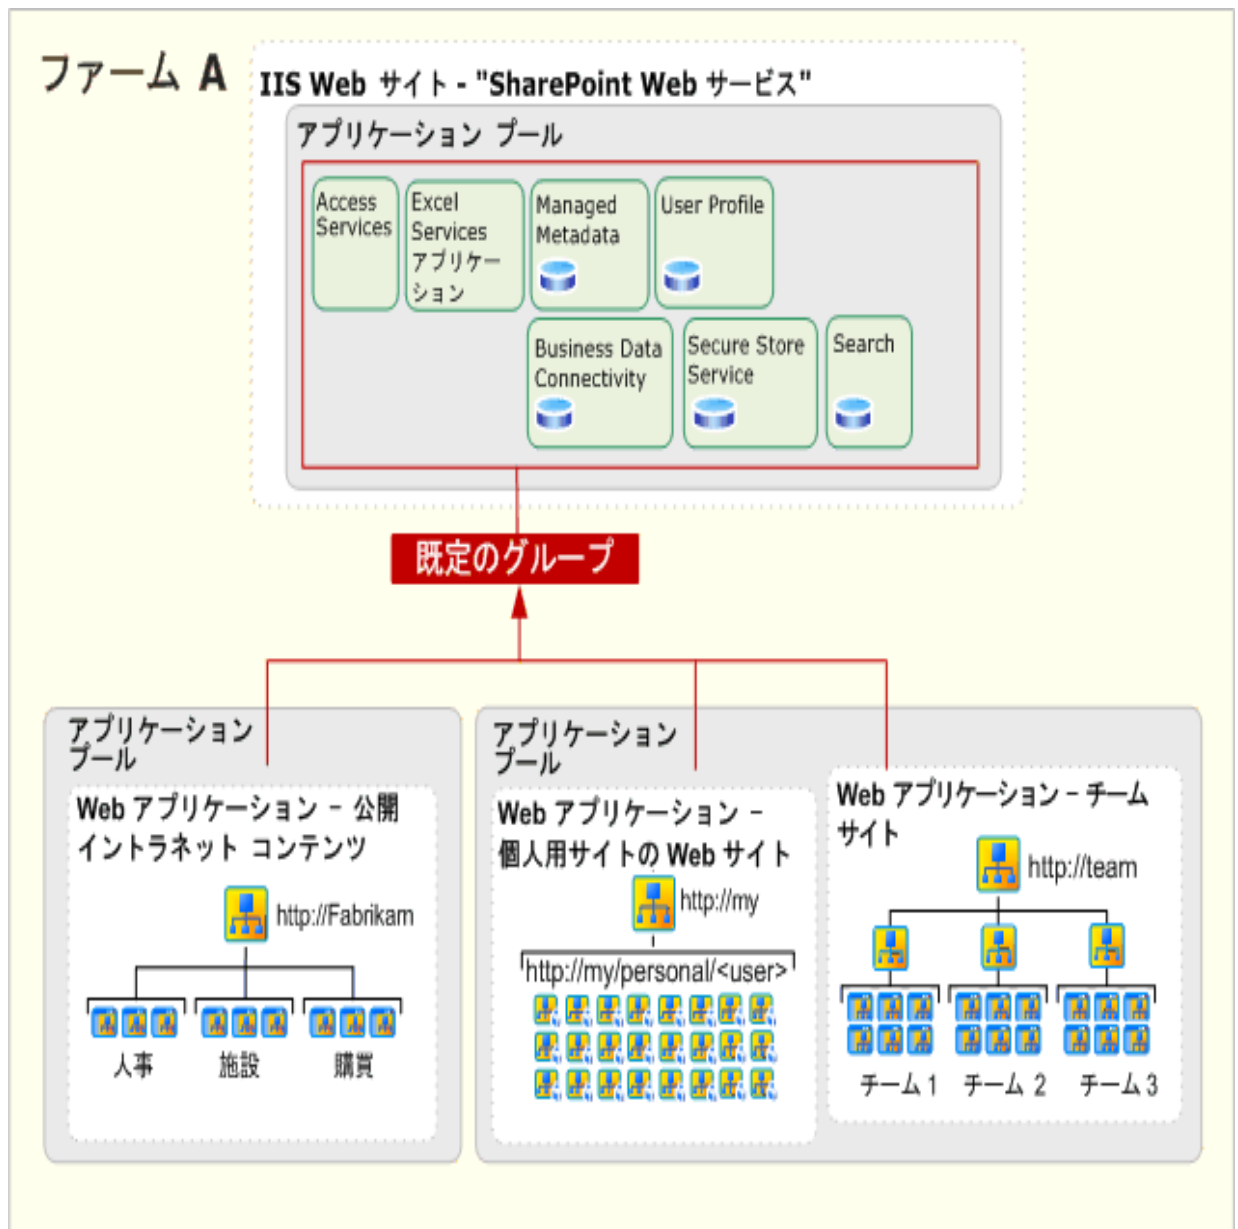 ファーム A
IIS Web サイト - "SharePoint Web サービス"
アプリケーション プール
Access
Services
Excel
Services
アプリケー
ション
Managed
Metadata
User Profile
Business Data
Connectivity
Secure Store
Service
Search
既定のグループ
アプリケーション
プール
Web アプリケーション - 公開
イントラネット コンテンツ
http://Fabrikam
人事
施設
購買
アプリケーション
プール
Web アプリケーション -
個人用サイトの Web サイト
http://my
http://my/personal/<user>
Web アプリケーション - チーム
サイト
http://team
チーム 1
チーム 2
チーム 3